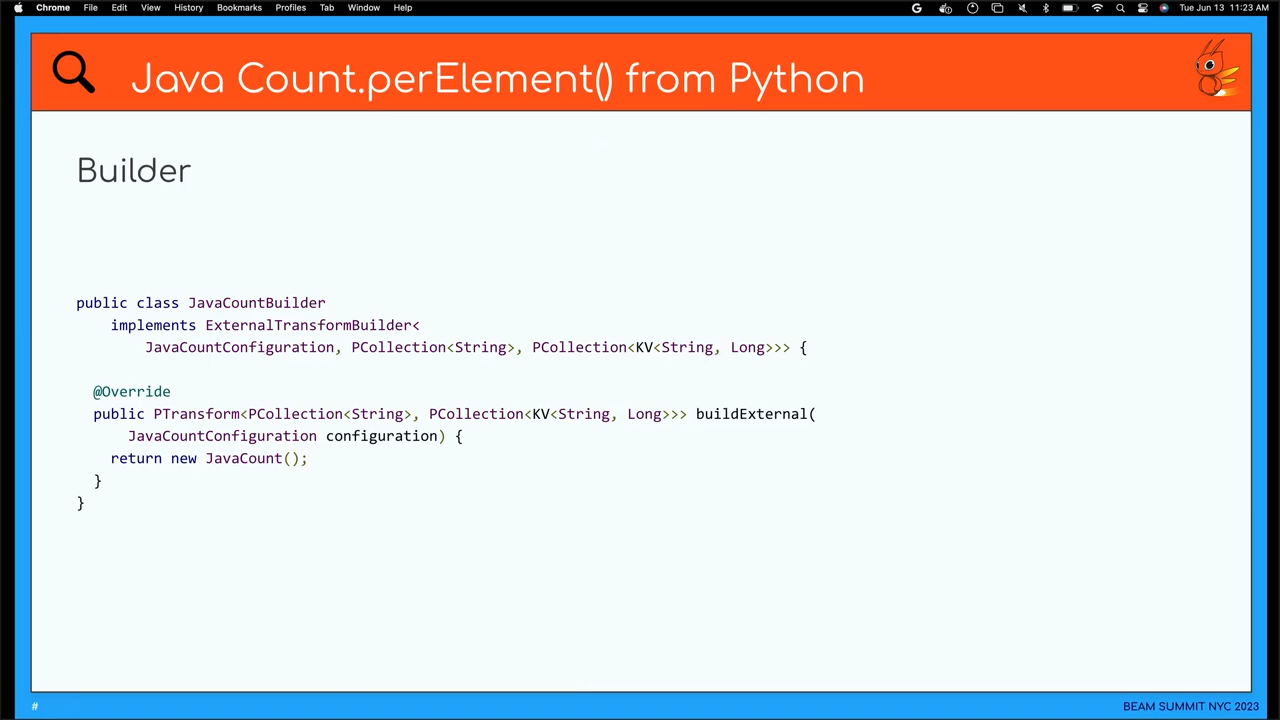 Chrome File Edit View History Bookmarks Profiles Tab Window Help
Tue Jun 13 11:23 AM
Java Count.perElement() from Python
Builder
public class JavaCountBuilder
implements ExternalTransformBuilder<
JavaCountConfiguration, PCollection<String>, PCollection<KV<String, Long>>> {
@Override
public PTransform<PCollection<String>, PCollection<KV<String, Long>>> buildExternal(
JavaCountConfiguration configuration) {
return new JavaCount();
}
}
#
BEAM SUMMIT NYC 2023